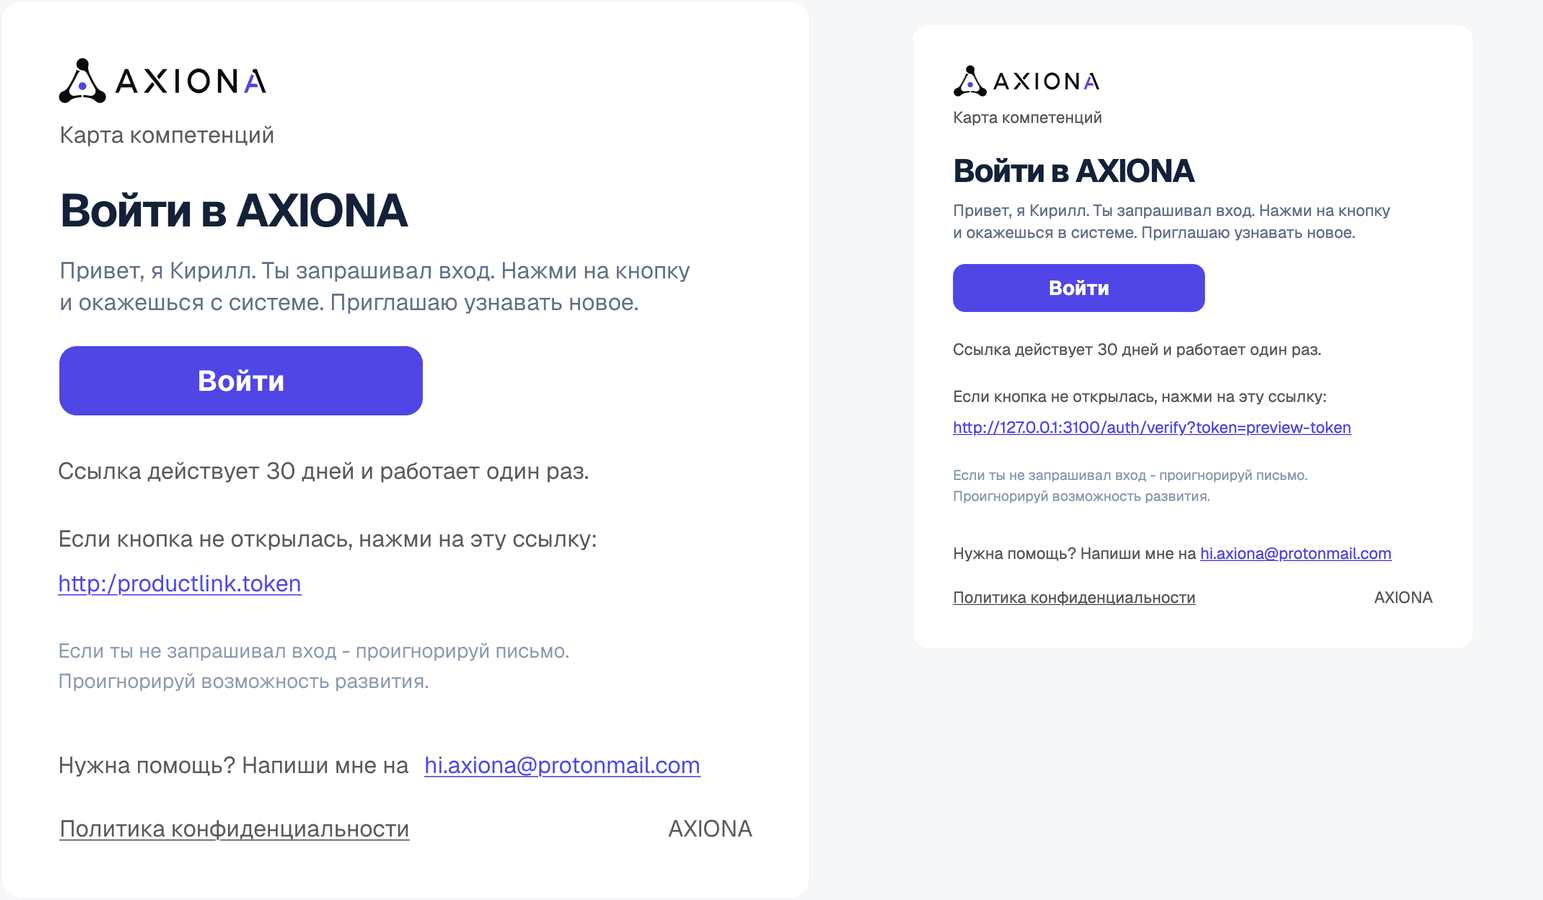 AXIONA
Карта компетенций
Войти в AXIONA
Привет, я Кирилл. Ты запрашивал вход. Нажми на кнопку
и окажешься с системе. Приглашаю узнавать новое.
Войти
Ссылка действует 30 дней и работает один раз.
Если кнопка не открылась, нажми на эту ссылку:
http:/productlink.token
Если ты не запрашивал вход - проигнорируй письмо.
Проигнорируй возможность развития.
Нужна помощь? Напиши мне на hi.axiona@protonmail.com
Политика конфиденциальности AXIONA
AXIONA
Карта компетенций
Войти в AXIONA
Привет, я Кирилл. Ты запрашивал вход. Нажми на кнопку
и окажешься в системе. Приглашаю узнавать новое.
Войти
Ссылка действует 30 дней и работает один раз.
Если кнопка не открылась, нажми на эту ссылку:
http://127.0.0.1:3100/auth/verify?token=preview-token
Если ты не запрашивал вход - проигнорируй письмо.
Проигнорируй возможность развития.
Нужна помощь? Напиши мне на hi.axiona@protonmail.com
Политика конфиденциальности AXIONA